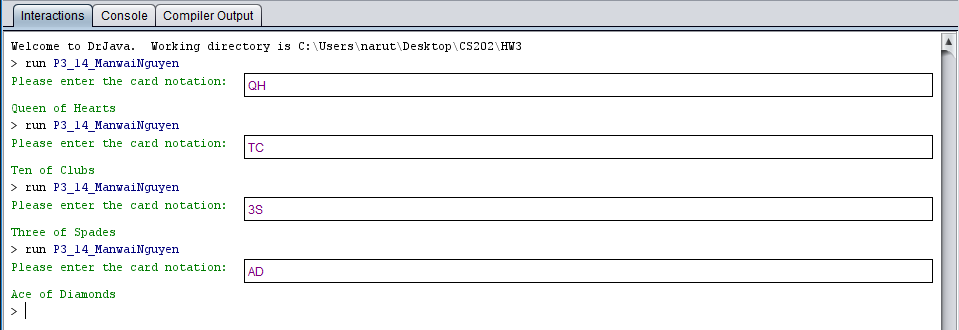 Interactions Console Compiler Output
Welcome to DrJava.  Working directory is C:\Users\narut\Desktop\CS202\HW3
> run P3_14_ManwaiNguyen
Please enter the card notation: QH
Queen of Hearts
> run P3_14_ManwaiNguyen
Please enter the card notation: TC
Ten of Clubs
> run P3_14_ManwaiNguyen
Please enter the card notation: 3S
Three of Spades
> run P3_14_ManwaiNguyen
Please enter the card notation: AD
Ace of Diamonds
>